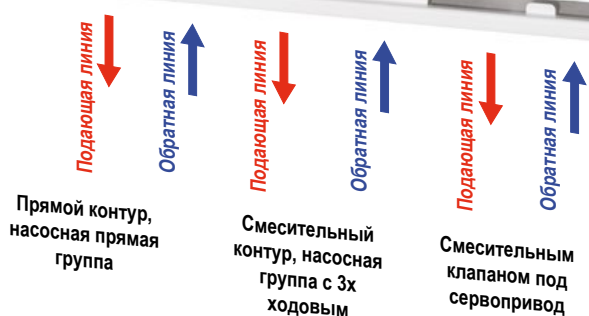 Подающая линия
Обратная линия
Подающая линия
Обратная линия
Подающая линия
Обратная линия
Прямой контур,
насосная прямая
группа
Смесительный
контур, насосная
группа с 3х
ходовым
Смесительным
клапаном под
сервопривод